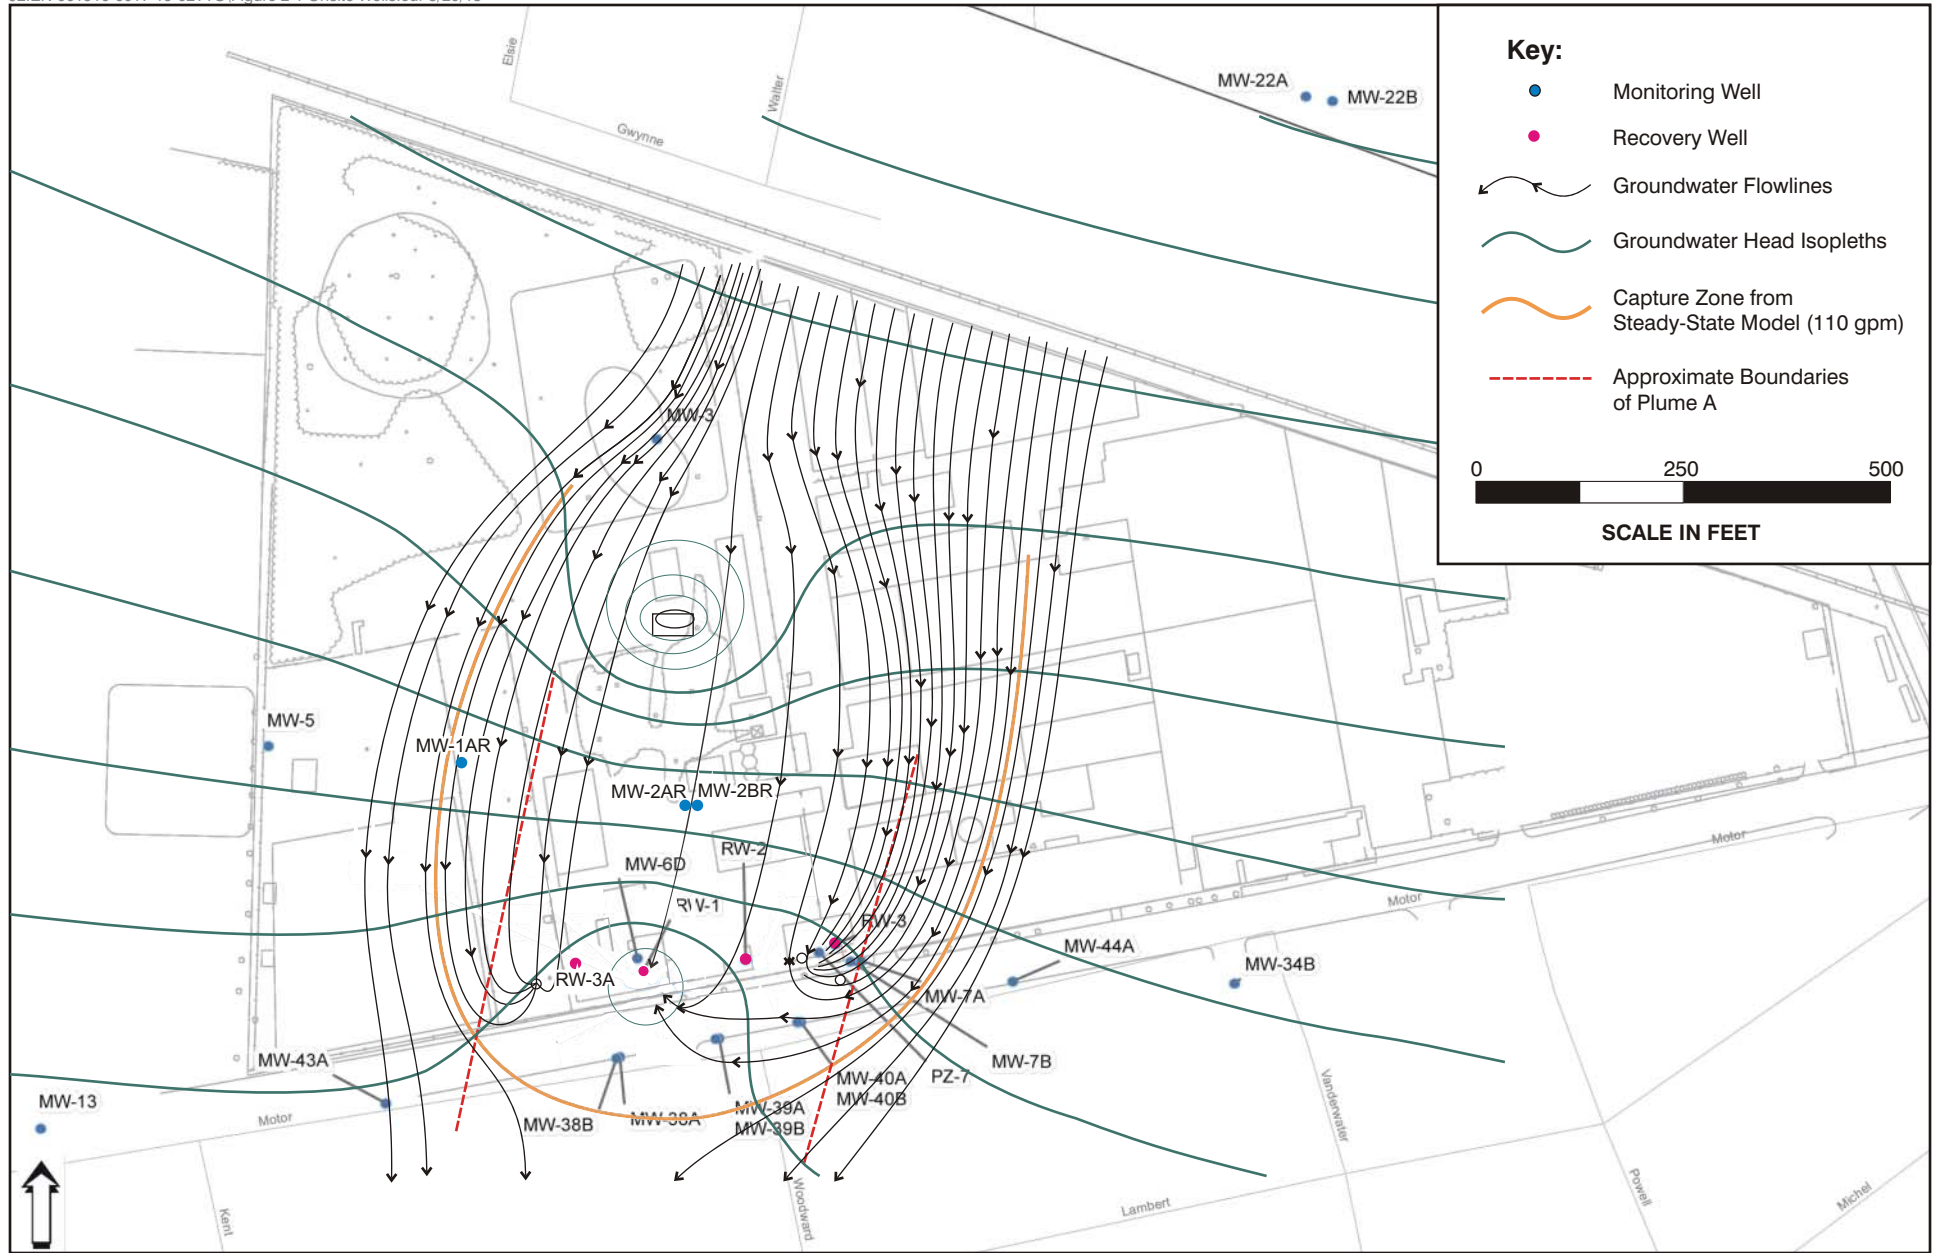 Key:
Monitoring Well
Recovery Well
Groundwater Flowlines
Groundwater Head Isopleths
Capture Zone from
Steady-State Model (110 gpm)
Approximate Boundaries
of Plume A
0 250 500
SCALE IN FEET
Elsie
Walter
Gwynne
MW-22A
MW-22B
MW-3
MW-5
MW-1AR
MW-2AR
MW-2BR
MW-6D
RW-2
RW-1
RW-3
RW-3A
MW-44A
MW-34B
MW-7A
MW-7B
PZ-7
MW-40A
MW-40B
MW-39A
MW-39B
MW-38A
MW-38B
MW-43A
MW-13
Motor
Motor
Motor
Kent
Woodward
Lambert
Vanderwater
Powell
Michel